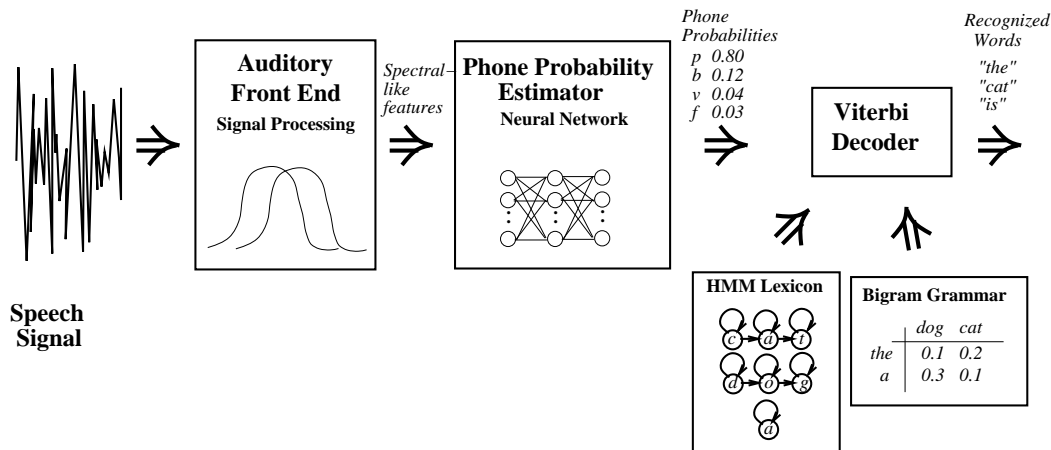 Speech
Signal
Auditory
Front End
Signal Processing
Spectral–
like
features
Phone Probability
Estimator
Neural Network
Phone
Probabilities
p 0.80
b 0.12
v 0.04
f 0.03
Viterbi
Decoder
Recognized
Words
"the"
"cat"
"is"
HMM Lexicon
c a t
d o g
a
Bigram Grammar
dog cat
the 0.1 0.2
a 0.3 0.1